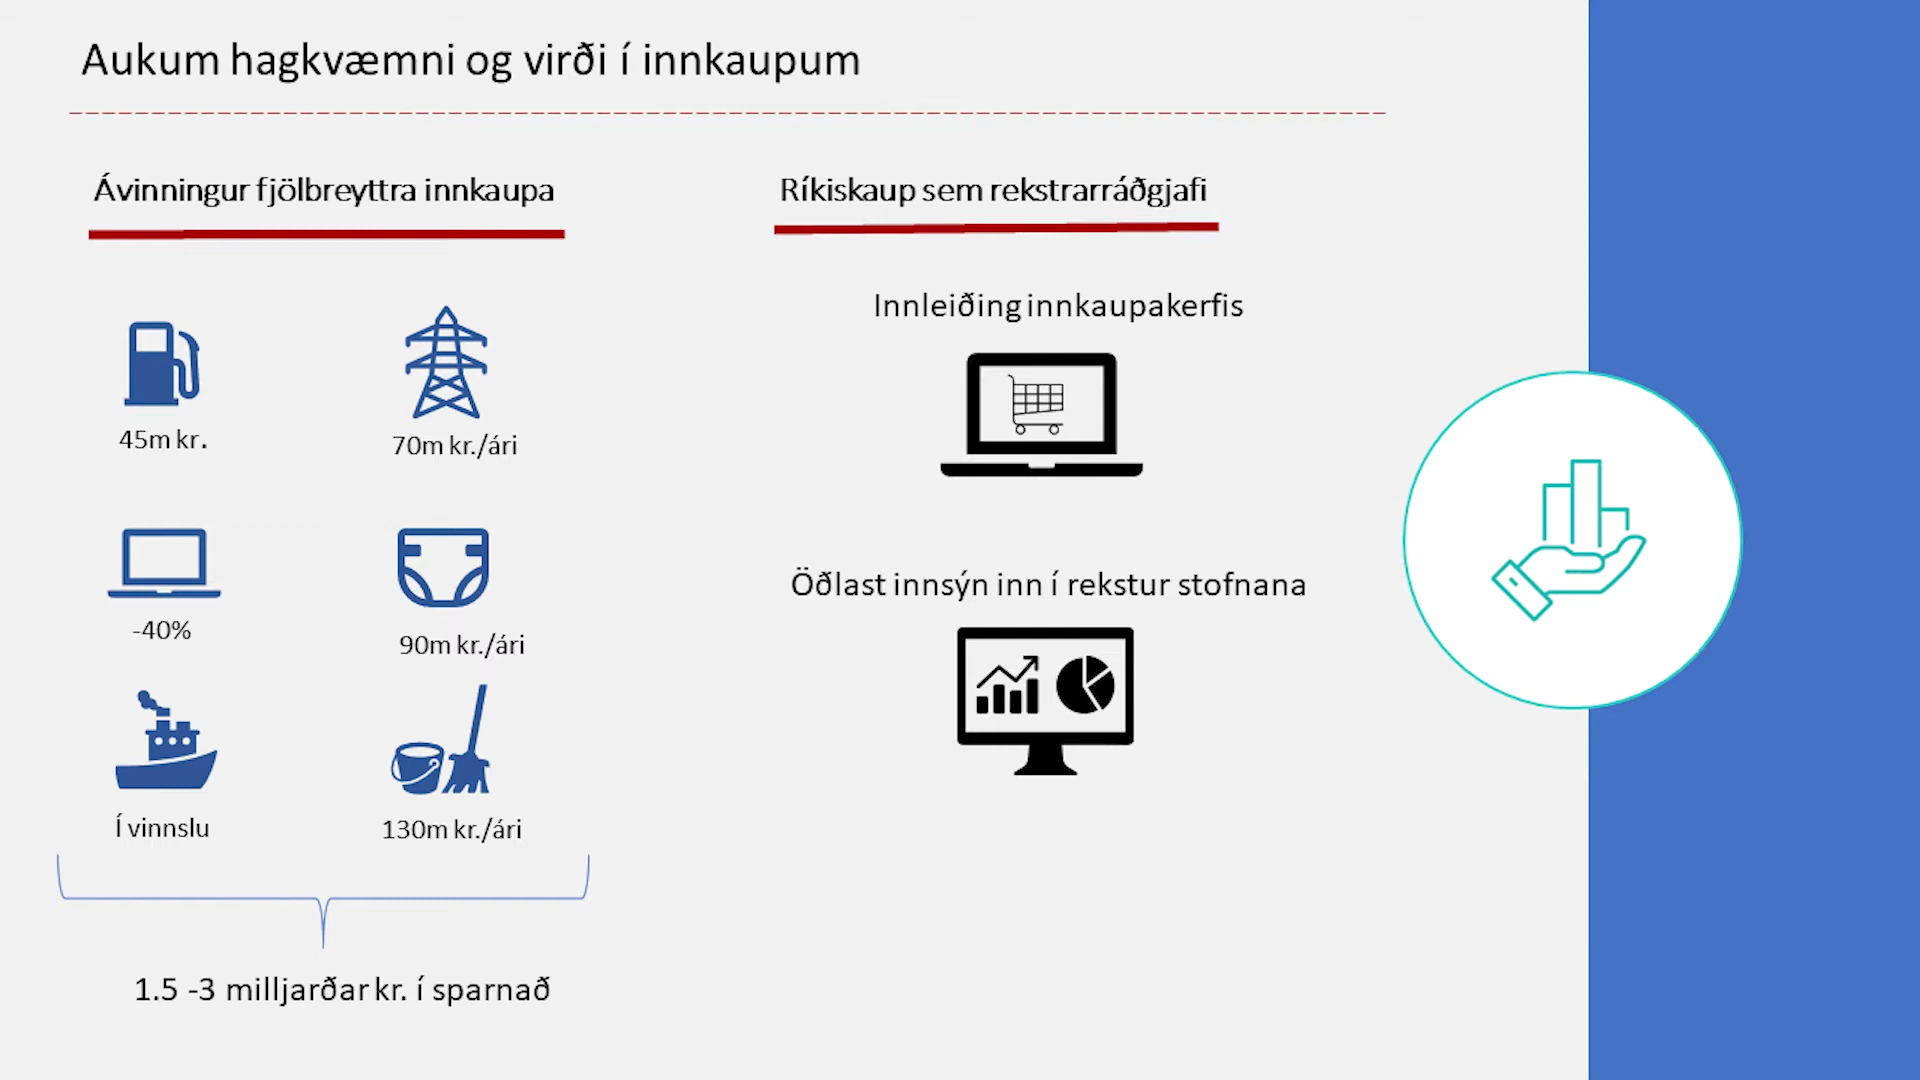 Aukum hagkvæmni og virði í innkaupum
Ávinningur fjölbreyttra innkaupa
45m kr.
70m kr./ári
-40%
90m kr./ári
Í vinnslu
130m kr./ári
1.5 -3 milljarðar kr. í sparnað
Ríkiskaup sem rekstrarráðgjafi
Innleiðing innkaupakerfis
Öðlast innsýn inn í rekstur stofnana